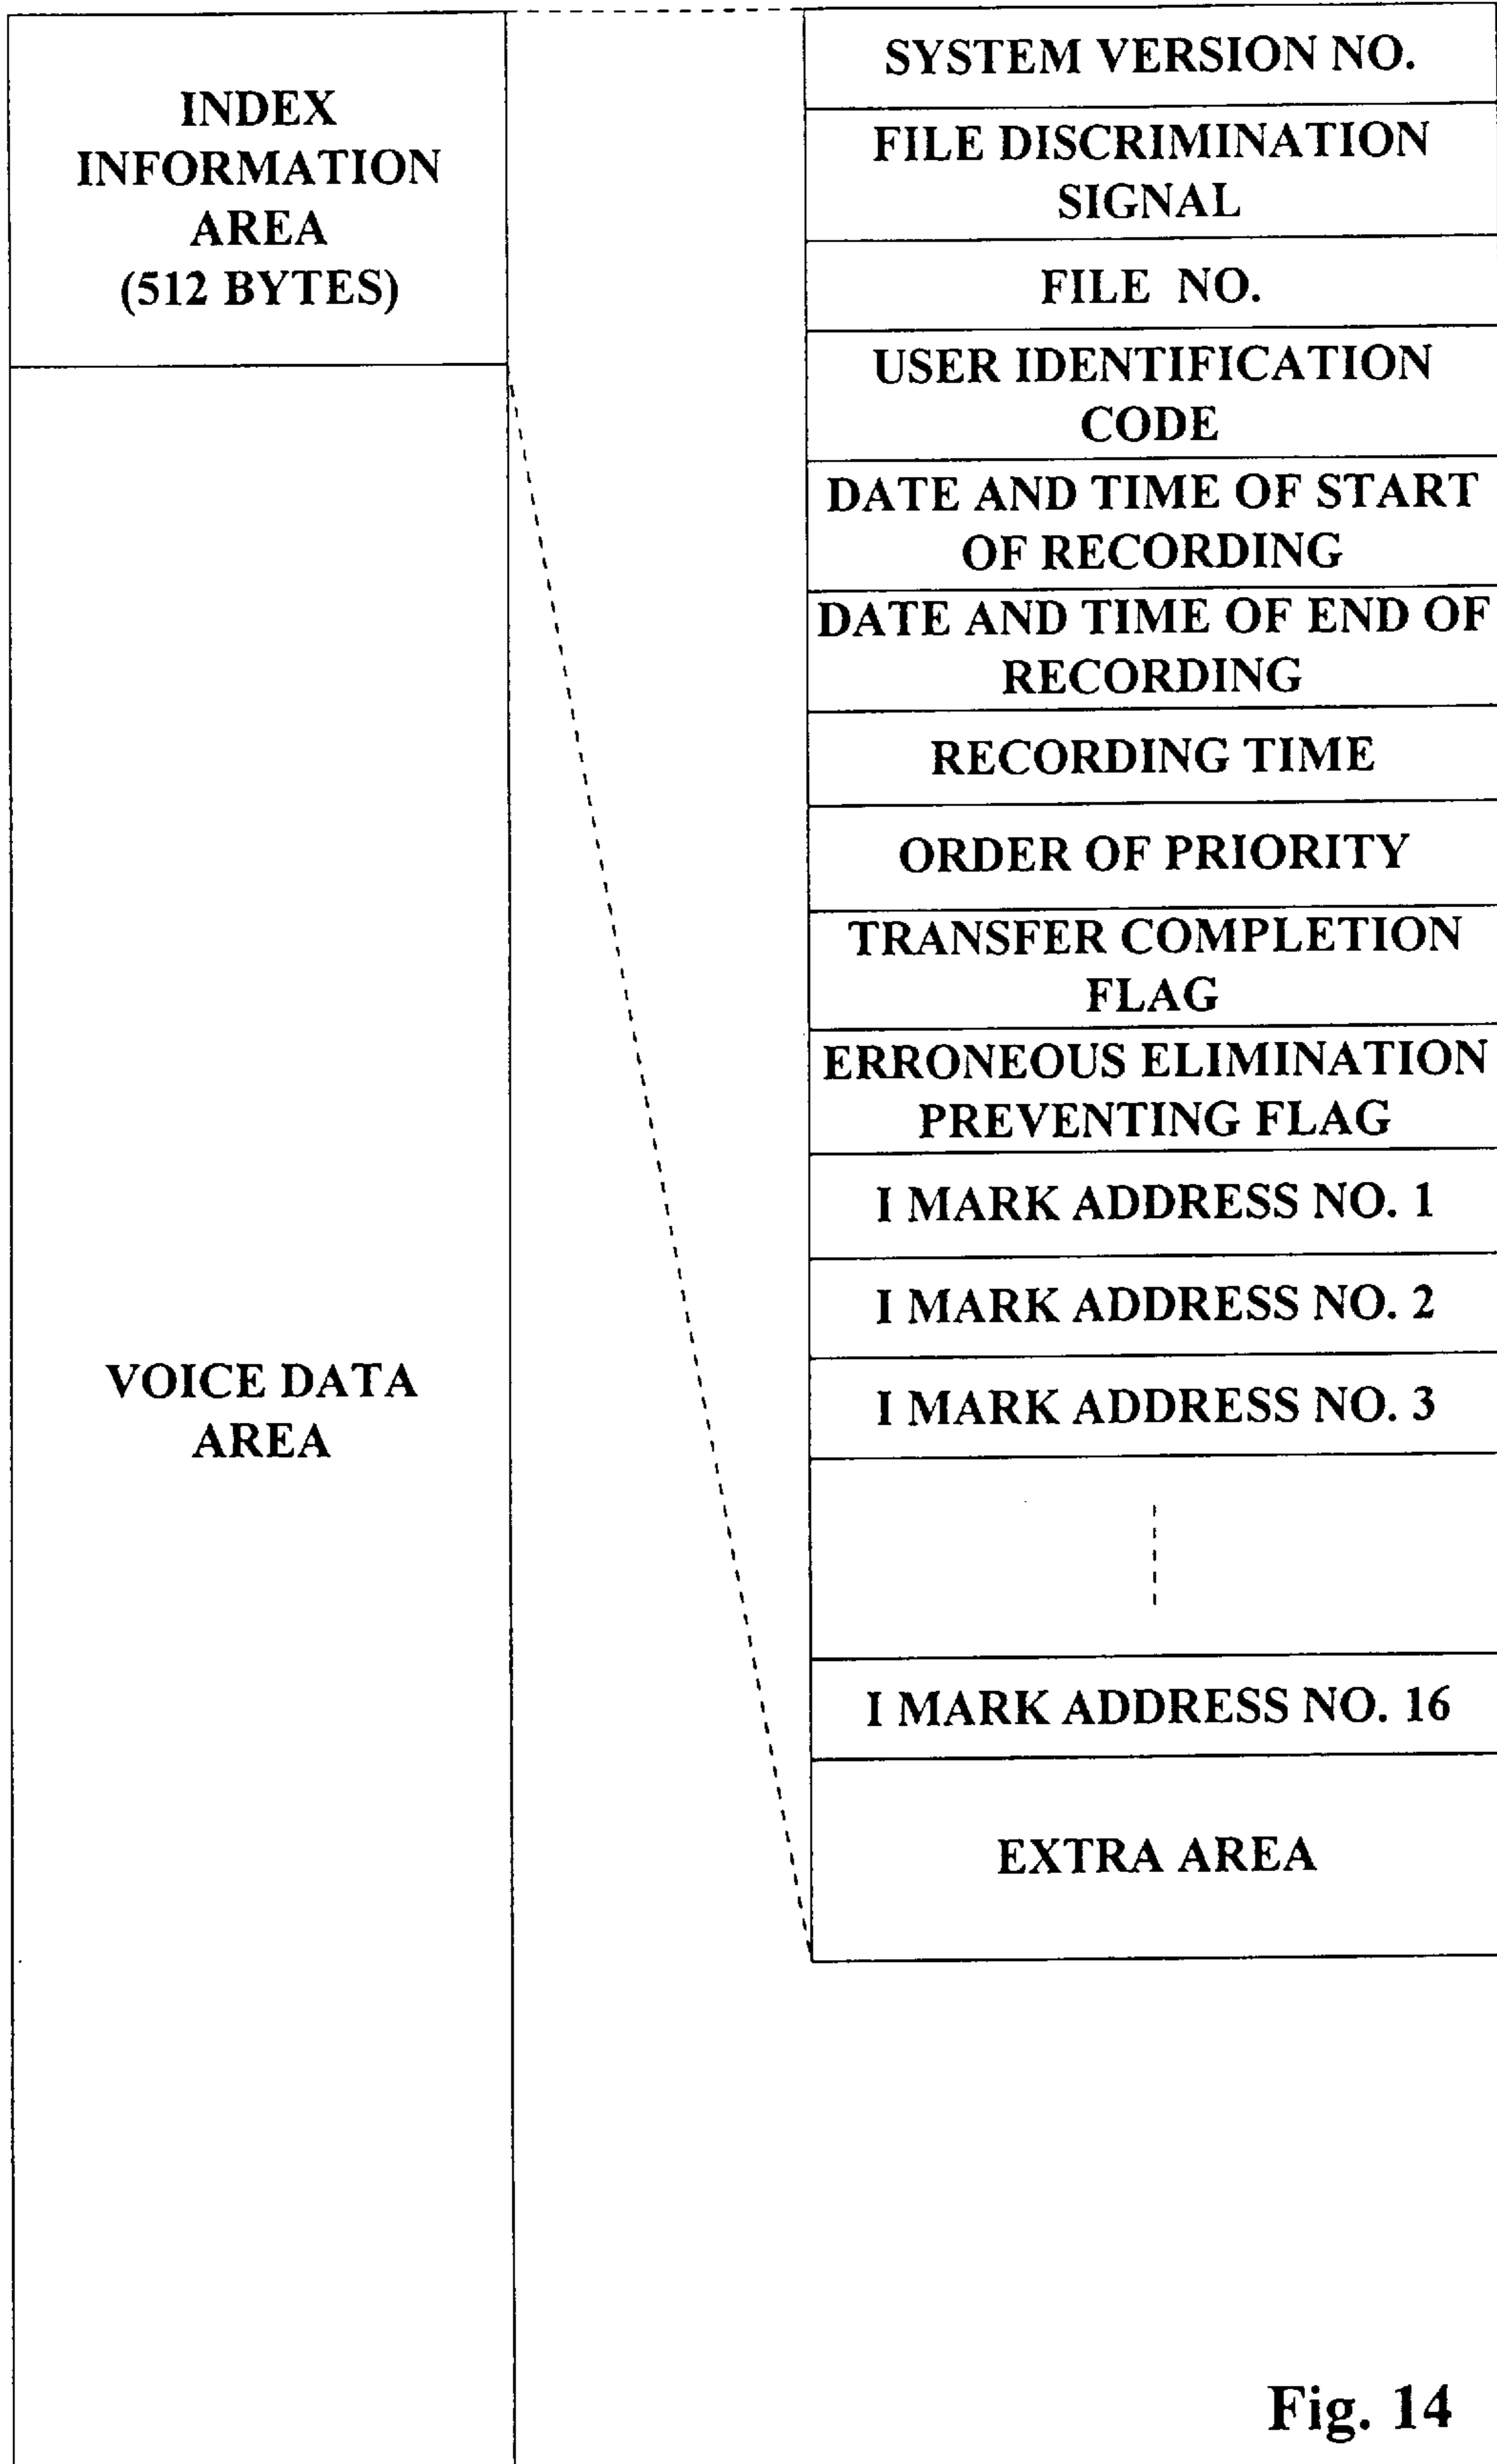 INDEX
INFORMATION
AREA
(512 BYTES)
VOICE DATA
AREA
SYSTEM VERSION NO.
FILE DISCRIMINATION
SIGNAL
FILE NO.
USER IDENTIFICATION
CODE
DATE AND TIME OF START
OF RECORDING
DATE AND TIME OF END OF
RECORDING
RECORDING TIME
ORDER OF PRIORITY
TRANSFER COMPLETION
FLAG
ERRONEOUS ELIMINATION
PREVENTING FLAG
I MARK ADDRESS NO. 1
I MARK ADDRESS NO. 2
I MARK ADDRESS NO. 3
I MARK ADDRESS NO. 16
EXTRA AREA
Fig. 14